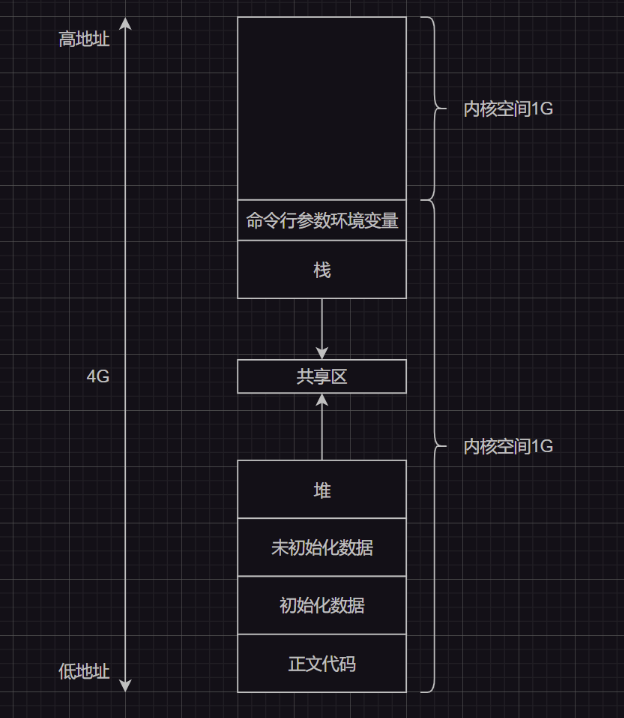 高地址
内核空间1G
命令行参数环境变量
栈
4G
共享区
内核空间1G
堆
未初始化数据
初始化数据
正文代码
低地址